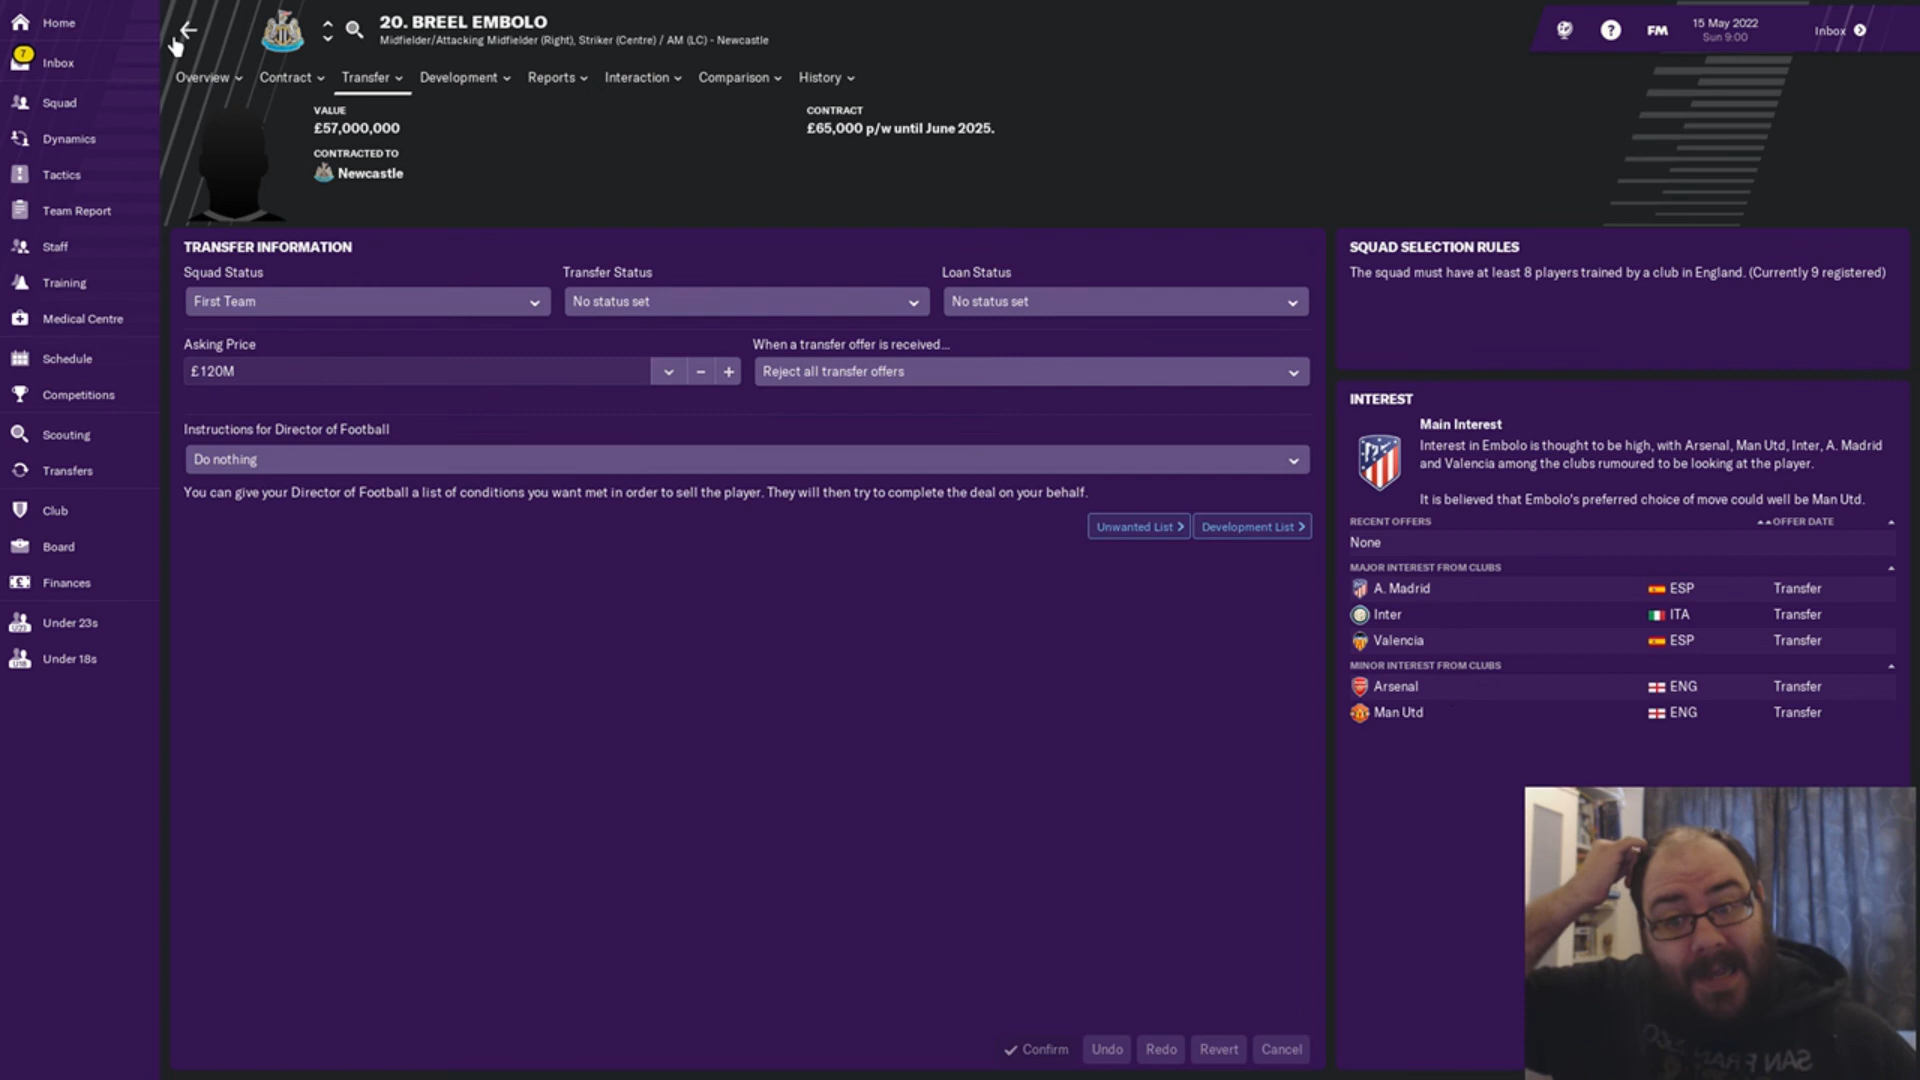 Home
7
Inbox
Squad
Dynamics
Tactics
Team Report
Staff
Training
Medical Centre
Schedule
Competitions
Scouting
Transfers
Club
Board
Finances
Under 23s
Under 18s
20. BREEL EMBOLO
Midfielder/Attacking Midfielder (Right), Striker (Centre) / AM (LC) - Newcastle
?
FM
15 May 2022
Sun 9:00
Inbox
Overview
Contract
Transfer
Development
Reports
Interaction
Comparison
History
VALUE
£57,000,000
CONTRACTED TO
Newcastle
CONTRACT
£65,000 p/w until June 2025.
TRANSFER INFORMATION
Squad Status
Transfer Status
Loan Status
First Team
No status set
No status set
Asking Price
When a transfer offer is received...
£120M
Reject all transfer offers
Instructions for Director of Football
Do nothing
You can give your Director of Football a list of conditions you want met in order to sell the player. They will then try to complete the deal on your behalf.
Unwanted List
Development List
Confirm
Undo
Redo
Revert
Cancel
SQUAD SELECTION RULES
The squad must have at least 8 players trained by a club in England. (Currently 9 registered)
INTEREST
Main Interest
Interest in Embolo is thought to be high, with Arsenal, Man Utd, Inter, A. Madrid
and Valencia among the clubs rumoured to be looking at the player.
It is believed that Embolo's preferred choice of move could well be Man Utd.
RECENT OFFERS
OFFER DATE
None
MAJOR INTEREST FROM CLUBS
A. Madrid ESP Transfer
Inter ITA Transfer
Valencia ESP Transfer
MINOR INTEREST FROM CLUBS
Arsenal ENG Transfer
Man Utd ENG Transfer
SAN FRAN